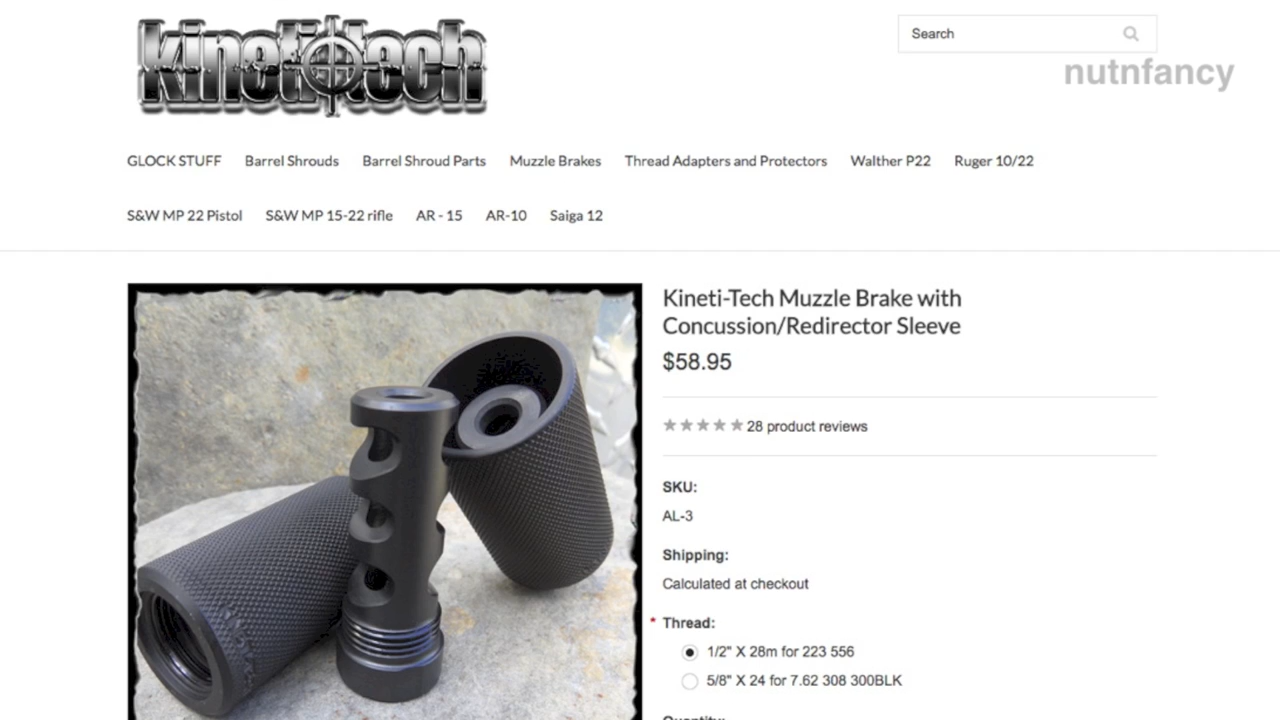 kineti-tech
Search
nutnfancy
GLOCK STUFF Barrel Shrouds Barrel Shroud Parts Muzzle Brakes Thread Adapters and Protectors Walther P22 Ruger 10/22
S&W MP 22 Pistol S&W MP 15-22 rifle AR - 15 AR-10 Saiga 12
Kineti-Tech Muzzle Brake with
Concussion/Redirector Sleeve
$58.95
28 product reviews
SKU:
AL-3
Shipping:
Calculated at checkout
* Thread:
1/2" X 28m for 223 556
5/8" X 24 for 7.62 308 300BLK
Quantity: